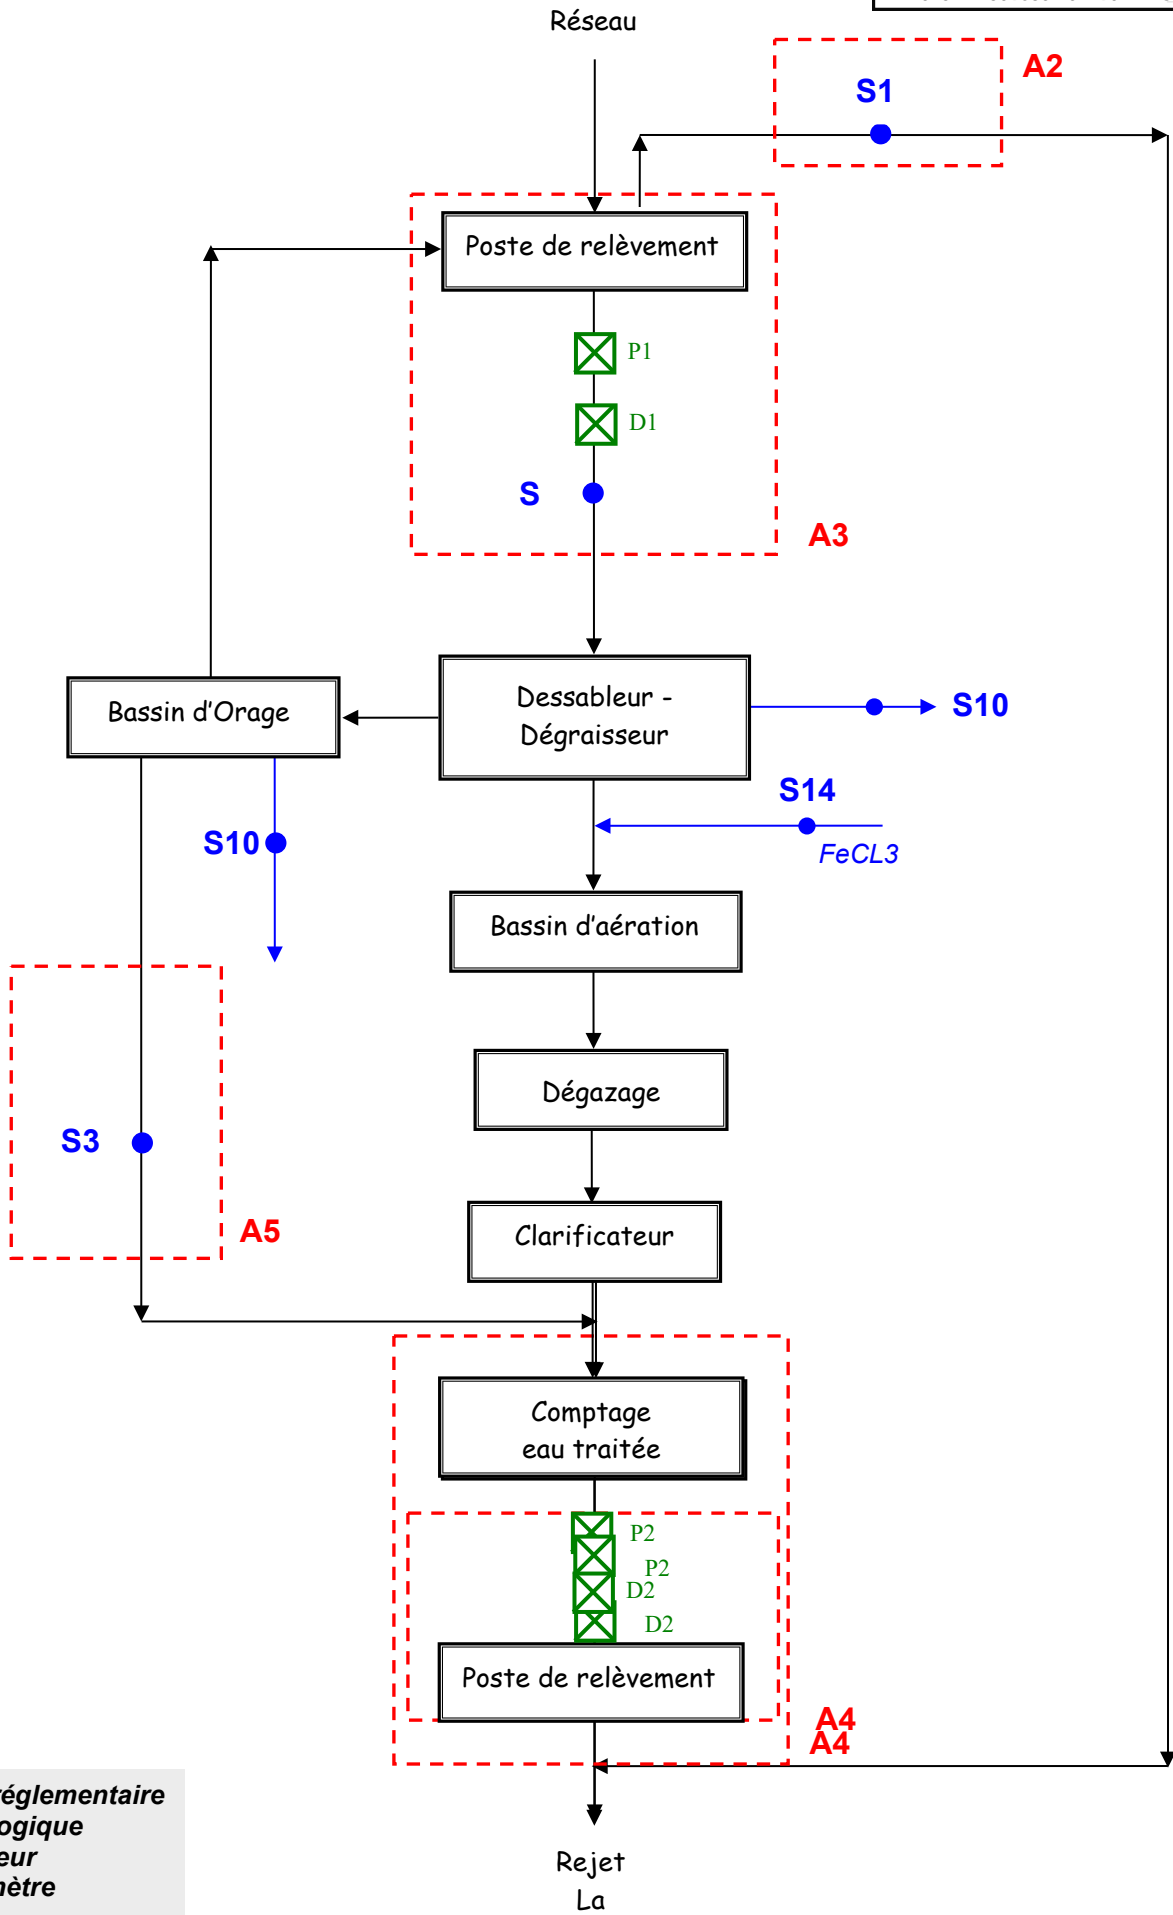 Réseau
A2
S1
Poste de relèvement
P1
D1
S
A3
Dessableur -
Dégraisseur
Bassin d'Orage
S10
S14
FeCL3
S10
Bassin d'aération
Dégazage
S3
A5
Clarificateur
Comptage
eau traitée
P2
P2
D2
D2
Poste de relèvement
A4
A4
réglementaire
ogique
eur
mètre
Rejet
La